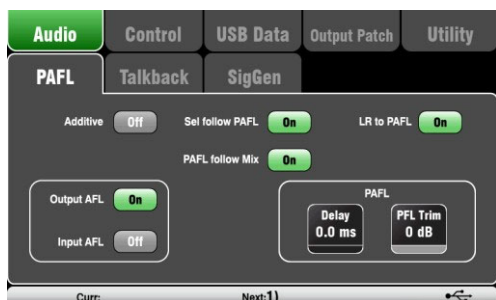 Audio Control USB Data Output Patch Utility
PAFL Talkback SigGen
Additive Off Sel follow PAFL On LR to PAFL On
PAFL follow Mix On
Output AFL On
Input AFL Off
PAFL
Delay PFL Trim
0.0 ms 0 dB
Curr: Next:1)